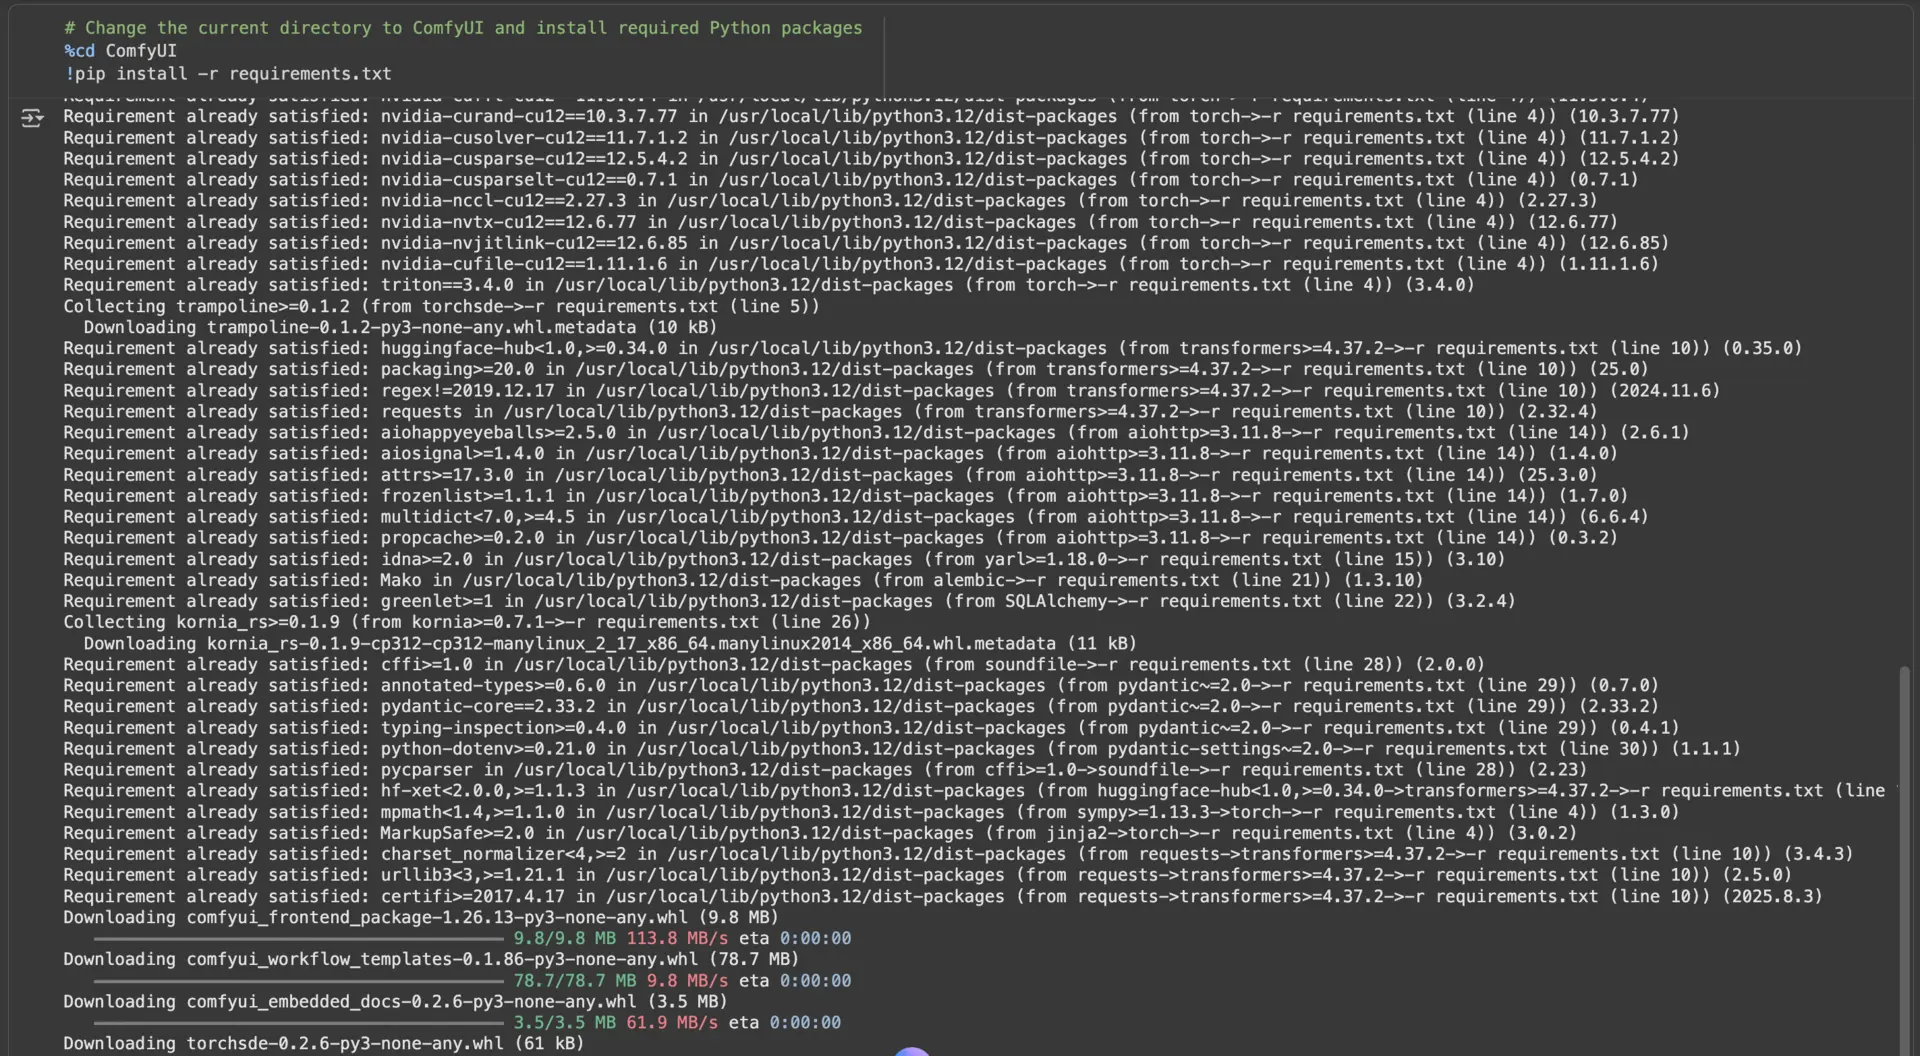 # Change the current directory to ComfyUI and install required Python packages
%cd ComfyUI
!pip install -r requirements.txt
Requirement already satisfied: nvidia-curand-cu12==10.3.7.77 in /usr/local/lib/python3.12/dist-packages (from torch->-r requirements.txt (line 4)) (10.3.7.77)
Requirement already satisfied: nvidia-cusolver-cu12==11.7.1.2 in /usr/local/lib/python3.12/dist-packages (from torch->-r requirements.txt (line 4)) (11.7.1.2)
Requirement already satisfied: nvidia-cusparse-cu12==12.5.4.2 in /usr/local/lib/python3.12/dist-packages (from torch->-r requirements.txt (line 4)) (12.5.4.2)
Requirement already satisfied: nvidia-cusparselt-cu12==0.7.1 in /usr/local/lib/python3.12/dist-packages (from torch->-r requirements.txt (line 4)) (0.7.1)
Requirement already satisfied: nvidia-nccl-cu12==2.27.3 in /usr/local/lib/python3.12/dist-packages (from torch->-r requirements.txt (line 4)) (2.27.3)
Requirement already satisfied: nvidia-nvtx-cu12==12.6.77 in /usr/local/lib/python3.12/dist-packages (from torch->-r requirements.txt (line 4)) (12.6.77)
Requirement already satisfied: nvidia-nvjitlink-cu12==12.6.85 in /usr/local/lib/python3.12/dist-packages (from torch->-r requirements.txt (line 4)) (12.6.85)
Requirement already satisfied: nvidia-cufile-cu12==1.11.1.6 in /usr/local/lib/python3.12/dist-packages (from torch->-r requirements.txt (line 4)) (1.11.1.6)
Requirement already satisfied: triton==3.4.0 in /usr/local/lib/python3.12/dist-packages (from torch->-r requirements.txt (line 4)) (3.4.0)
Collecting trampoline>=0.1.2 (from torchsde->-r requirements.txt (line 5))
Downloading trampoline-0.1.2-py3-none-any.whl.metadata (10 kB)
Requirement already satisfied: huggingface-hub<1.0,>=0.34.0 in /usr/local/lib/python3.12/dist-packages (from transformers>=4.37.2->-r requirements.txt (line 10)) (0.35.0)
Requirement already satisfied: packaging>=20.0 in /usr/local/lib/python3.12/dist-packages (from transformers>=4.37.2->-r requirements.txt (line 10)) (25.0)
Requirement already satisfied: regex!=2019.12.17 in /usr/local/lib/python3.12/dist-packages (from transformers>=4.37.2->-r requirements.txt (line 10)) (2024.11.6)
Requirement already satisfied: requests in /usr/local/lib/python3.12/dist-packages (from transformers>=4.37.2->-r requirements.txt (line 10)) (2.32.4)
Requirement already satisfied: aiohappyeyeballs>=2.5.0 in /usr/local/lib/python3.12/dist-packages (from aiohttp>=3.11.8->-r requirements.txt (line 14)) (2.6.1)
Requirement already satisfied: aiosignal>=1.4.0 in /usr/local/lib/python3.12/dist-packages (from aiohttp>=3.11.8->-r requirements.txt (line 14)) (1.4.0)
Requirement already satisfied: attrs>=17.3.0 in /usr/local/lib/python3.12/dist-packages (from aiohttp>=3.11.8->-r requirements.txt (line 14)) (25.3.0)
Requirement already satisfied: frozenlist>=1.1.1 in /usr/local/lib/python3.12/dist-packages (from aiohttp>=3.11.8->-r requirements.txt (line 14)) (1.7.0)
Requirement already satisfied: multidict<7.0,>=4.5 in /usr/local/lib/python3.12/dist-packages (from aiohttp>=3.11.8->-r requirements.txt (line 14)) (6.6.4)
Requirement already satisfied: propcache>=0.2.0 in /usr/local/lib/python3.12/dist-packages (from aiohttp>=3.11.8->-r requirements.txt (line 14)) (0.3.2)
Requirement already satisfied: idna>=2.0 in /usr/local/lib/python3.12/dist-packages (from yarl>=1.18.0->-r requirements.txt (line 15)) (3.10)
Requirement already satisfied: Mako in /usr/local/lib/python3.12/dist-packages (from alembic->-r requirements.txt (line 21)) (1.3.10)
Requirement already satisfied: greenlet>=1 in /usr/local/lib/python3.12/dist-packages (from SQLAlchemy->-r requirements.txt (line 22)) (3.2.4)
Collecting kornia_rs>=0.1.9 (from kornia>=0.7.1->-r requirements.txt (line 26))
Downloading kornia_rs-0.1.9-cp312-cp312-manylinux_2_17_x86_64.manylinux2014_x86_64.whl.metadata (11 kB)
Requirement already satisfied: cffi>=1.0 in /usr/local/lib/python3.12/dist-packages (from soundfile->-r requirements.txt (line 28)) (2.0.0)
Requirement already satisfied: annotated-types>=0.6.0 in /usr/local/lib/python3.12/dist-packages (from pydantic~=2.0->-r requirements.txt (line 29)) (0.7.0)
Requirement already satisfied: pydantic-core==2.33.2 in /usr/local/lib/python3.12/dist-packages (from pydantic~=2.0->-r requirements.txt (line 29)) (2.33.2)
Requirement already satisfied: typing-inspection>=0.4.0 in /usr/local/lib/python3.12/dist-packages (from pydantic~=2.0->-r requirements.txt (line 29)) (0.4.1)
Requirement already satisfied: python-dotenv>=0.21.0 in /usr/local/lib/python3.12/dist-packages (from pydantic-settings~=2.0->-r requirements.txt (line 30)) (1.1.1)
Requirement already satisfied: pycparser in /usr/local/lib/python3.12/dist-packages (from cffi>=1.0->soundfile->-r requirements.txt (line 28)) (2.23)
Requirement already satisfied: hf-xet<2.0.0,>=1.1.3 in /usr/local/lib/python3.12/dist-packages (from huggingface-hub<1.0,>=0.34.0->transformers>=4.37.2->-r requirements.txt (line
Requirement already satisfied: mpmath<1.4,>=1.1.0 in /usr/local/lib/python3.12/dist-packages (from sympy>=1.13.3->torch->-r requirements.txt (line 4)) (1.3.0)
Requirement already satisfied: MarkupSafe>=2.0 in /usr/local/lib/python3.12/dist-packages (from jinja2->torch->-r requirements.txt (line 4)) (3.0.2)
Requirement already satisfied: charset_normalizer<4,>=2 in /usr/local/lib/python3.12/dist-packages (from requests->transformers>=4.37.2->-r requirements.txt (line 10)) (3.4.3)
Requirement already satisfied: urllib3<3,>=1.21.1 in /usr/local/lib/python3.12/dist-packages (from requests->transformers>=4.37.2->-r requirements.txt (line 10)) (2.5.0)
Requirement already satisfied: certifi>=2017.4.17 in /usr/local/lib/python3.12/dist-packages (from requests->transformers>=4.37.2->-r requirements.txt (line 10)) (2025.8.3)
Downloading comfyui_frontend_package-1.26.13-py3-none-any.whl (9.8 MB)
9.8/9.8 MB 113.8 MB/s eta 0:00:00
Downloading comfyui_workflow_templates-0.1.86-py3-none-any.whl (78.7 MB)
78.7/78.7 MB 9.8 MB/s eta 0:00:00
Downloading comfyui_embedded_docs-0.2.6-py3-none-any.whl (3.5 MB)
3.5/3.5 MB 61.9 MB/s eta 0:00:00
Downloading torchsde-0.2.6-py3-none-any.whl (61 kB)